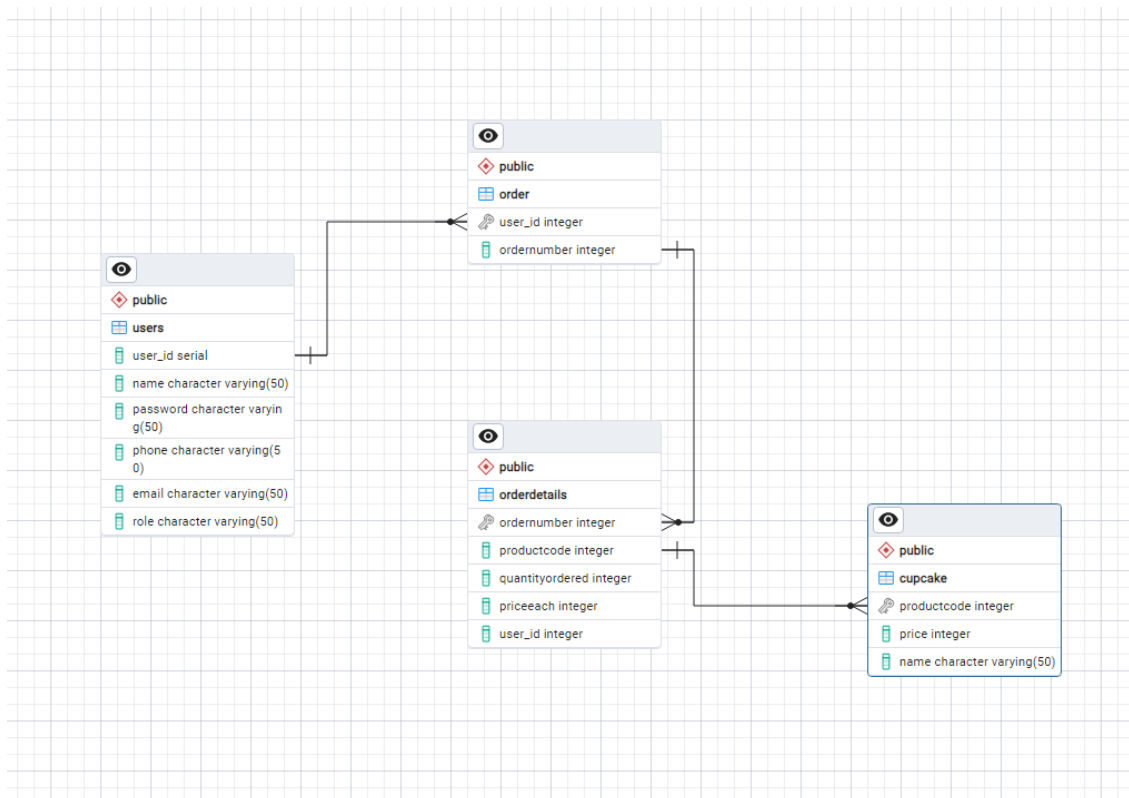 public
order
user_id integer
ordernumber integer
public
users
user_id serial
name character varying(50)
password character varyin
g(50)
phone character varying(5
0)
email character varying(50)
role character varying(50)
public
orderdetails
ordernumber integer
productcode integer
quantityordered integer
priceeach integer
user_id integer
public
cupcake
productcode integer
price integer
name character varying(50)